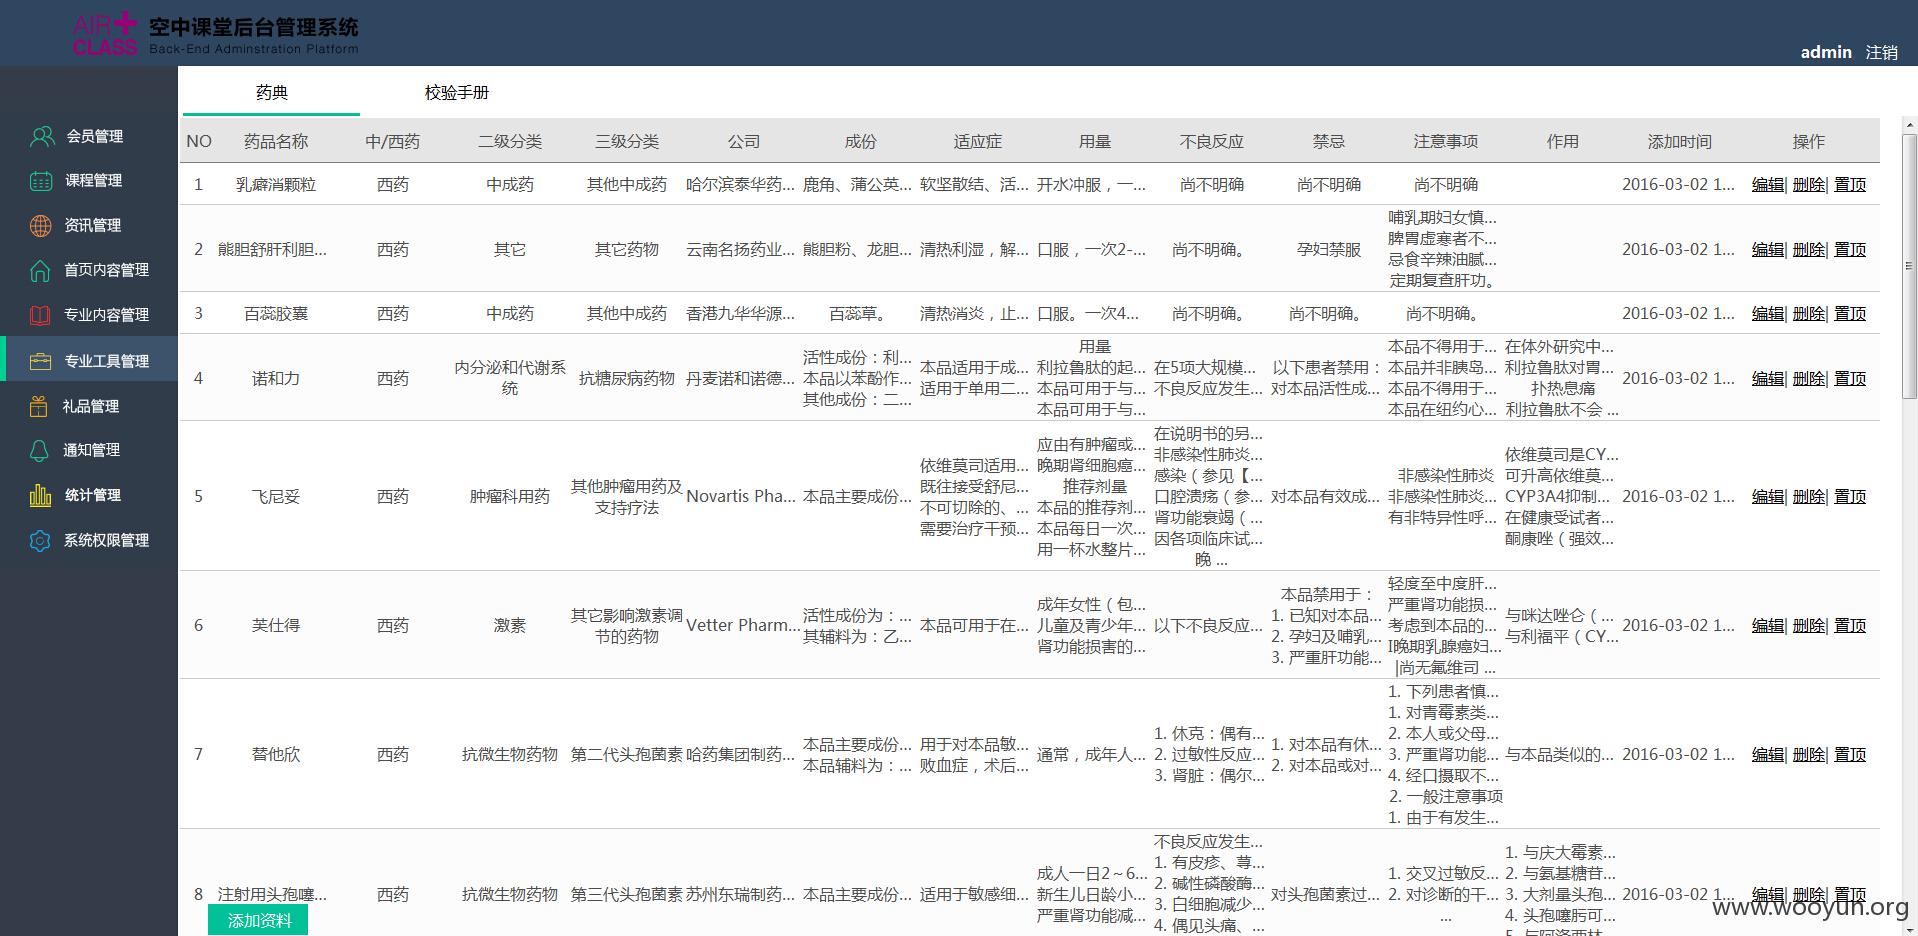 AIR+ CLASS 空中课堂后台管理系统
Back-End Adminstration Platform
admin 注销
会员管理
课程管理
资讯管理
首页内容管理
专业内容管理
专业工具管理
礼品管理
通知管理
统计管理
系统权限管理
药典 校验手册
NO 药品名称 中/西药 二级分类 三级分类 公司 成份 适应症 用量 不良反应 禁忌 注意事项 作用 添加时间 操作
1 乳癖消颗粒 西药 中成药 其他中成药 哈尔滨泰华药... 鹿角、蒲公英... 软坚散结、活... 开水冲服，一... 尚不明确 尚不明确 尚不明确 2016-03-02 1... 编辑| 删除| 置顶
2 熊胆舒肝利胆... 西药 其它 其它药物 云南名扬药业... 熊胆粉、龙胆... 清热利湿，解... 口服，一次2-... 尚不明确。 孕妇禁服
哺乳期妇女慎...
脾胃虚寒者不...
忌食辛辣油腻...
定期复查肝功。
2016-03-02 1... 编辑| 删除| 置顶
3 百蕊胶囊 西药 中成药 其他中成药 香港九华华源... 百蕊草。 清热消炎，止... 口服。一次4... 尚不明确。 尚不明确。 尚不明确。 2016-03-02 1... 编辑| 删除| 置顶
4 诺和力 西药
内分泌和代谢系
统
抗糖尿病药物 丹麦诺和诺德...
活性成份：利...
本品以苯酚作...
其他成份：二...
本品适用于成...
适用于单用二...
用量
利拉鲁肽的起...
本品可用于与...
本品可用于与...
在5项大规模...
不良反应发生...
以下患者禁用：
对本品活性成...
本品不得用于...
本品并非胰岛...
本品不得用于...
本品在纽约心...
在体外研究中...
利拉鲁肽对胃...
扑热息痛
利拉鲁肽不会 ...
2016-03-02 1... 编辑| 删除| 置顶
5 飞尼妥 西药 肿瘤科用药
其他肿瘤用药及
支持疗法
Novartis Pha... 本品主要成份...
依维莫司适用...
既往接受舒尼...
不可切除的、...
需要治疗干预...
应由有肿瘤或...
晚期肾细胞癌...
推荐剂量
本品的推荐剂...
本品每日一次...
用一杯水整片...
在说明书的另...
非感染性肺炎...
感染（参见【...
口腔溃疡（参...
肾功能衰竭（...
因各项临床试...
晚 ...
对本品有效成...
非感染性肺炎
非感染性肺炎...
有非特异性呼...
依维莫司是CY...
可升高依维莫...
CYP3A4抑制...
在健康受试者...
酮康唑（强效...
2016-03-02 1... 编辑| 删除| 置顶
6 芙仕得 西药 激素
其它影响激素调
节的药物
Vetter Pharm...
活性成份为：...
其辅料为：乙...
本品可用于在...
成年女性（包...
儿童及青少年...
肾功能损害的...
以下不良反应...
本品禁用于：
1. 已知对本品...
2. 孕妇及哺乳...
3. 严重肝功能...
轻度至中度肝...
严重肾功能损...
考虑到本品的...
I晚期乳腺癌妇...
|尚无氟维司 ...
与咪达唑仑（...
与利福平（CY...
2016-03-02 1... 编辑| 删除| 置顶
7 替他欣 西药 抗微生物药物 第二代头孢菌素 哈药集团制药...
本品主要成份...
本品辅料为：...
用于对本品敏...
败血症，术后...
通常，成年人...
1. 休克：偶有...
2. 过敏性反应...
3. 肾脏：偶尔...
1. 对本品有休...
2. 对本品或对...
1. 下列患者慎...
1. 对青霉素类...
2. 本人或父母...
3. 严重肾功能...
4. 经口摄取不...
2. 一般注意事项
1. 由于有发生...
与本品类似的... 2016-03-02 1... 编辑| 删除| 置顶
8 注射用头孢噻... 西药 抗微生物药物 第三代头孢菌素 苏州东瑞制药... 本品主要成份... 适用于敏感细...
成人一日2～6...
新生儿日龄小...
严重肾功能减...
不良反应发生...
1. 有皮疹、荨...
2. 碱性磷酸酶...
3. 白细胞减少...
4. 偶见头痛、...
对头孢菌素过...
1. 交叉过敏反...
2. 对诊断的干...
...
1. 与庆大霉素...
2. 与氨基糖苷...
3. 大剂量头孢...
4. 头孢噻肟可...
2016-03-02 1... 编辑| 删除| 置顶
添加资料
www.wooyun.org